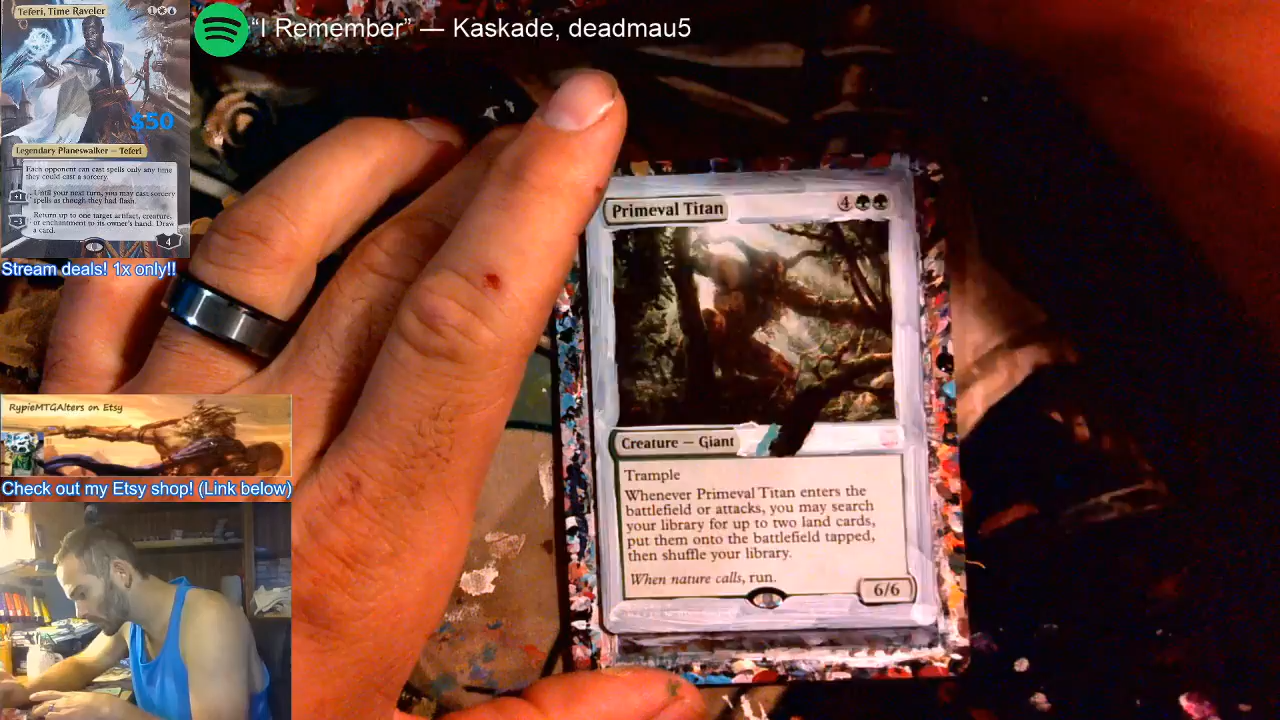 Teferi, Time Raveler
$50
Legendary Planeswalker — Teferi
Each opponent can cast spells only any time
they could cast a sorcery.
+1
Until your next turn, you may cast sorcery
spells as though they had flash.
-3
Return up to one target artifact, creature,
or enchantment to its owner's hand. Draw
a card.
4
Stream deals! 1x only!!
"I Remember" — Kaskade, deadmau5
Primeval Titan
4
Creature — Giant
Trample
Whenever Primeval Titan enters the
battlefield or attacks, you may search
your library for up to two land cards,
put them onto the battlefield tapped,
then shuffle your library.
When nature calls, run.
6/6
RypieMTGAlters on Etsy
Check out my Etsy shop! (Link below)